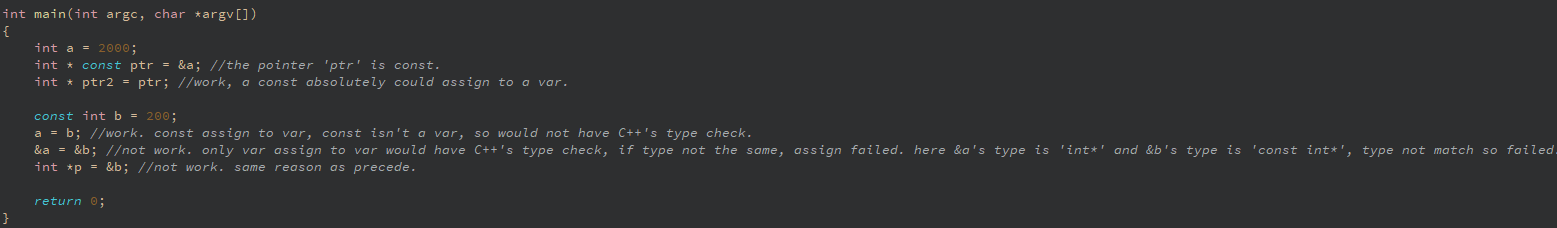 int main(int argc, char *argv[])
{
    int a = 2000;
    int * const ptr = &a; //the pointer 'ptr' is const.
    int * ptr2 = ptr; //work, a const absolutely could assign to a var.

    const int b = 200;
    a = b; //work. const assign to var, const isn't a var, so would not have C++'s type check.
    &a = &b; //not work. only var assign to var would have C++'s type check, if type not the same, assign failed. here &a's type is 'int*' and &b's type is 'const int*', type not match so failed.
    int *p = &b; //not work. same reason as precede.

    return 0;
}